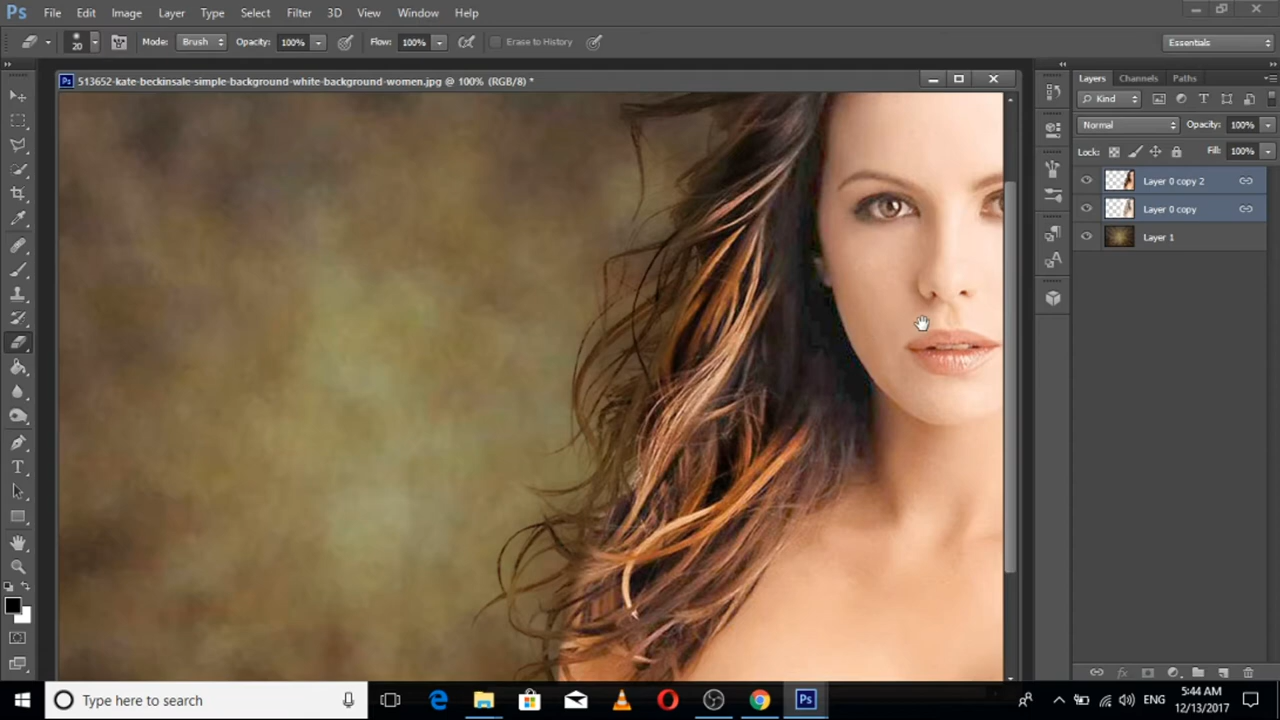 Ps File Edit Image Layer Type Select Filter 3D View Window Help
20 Mode: Brush Opacity: 100% Flow: 100% Erase to History Essentials
Ps 513652-kate-beckinsale-simple-background-white-background-women.jpg @ 100% (RGB/8) *
Layers Channels Paths
Kind T
Normal Opacity: 100%
Lock: Fill: 100%
Layer 0 copy 2
Layer 0 copy
Layer 1
A
T
fx
Type here to search
e
Ps
ENG
5:44 AM
12/13/2017